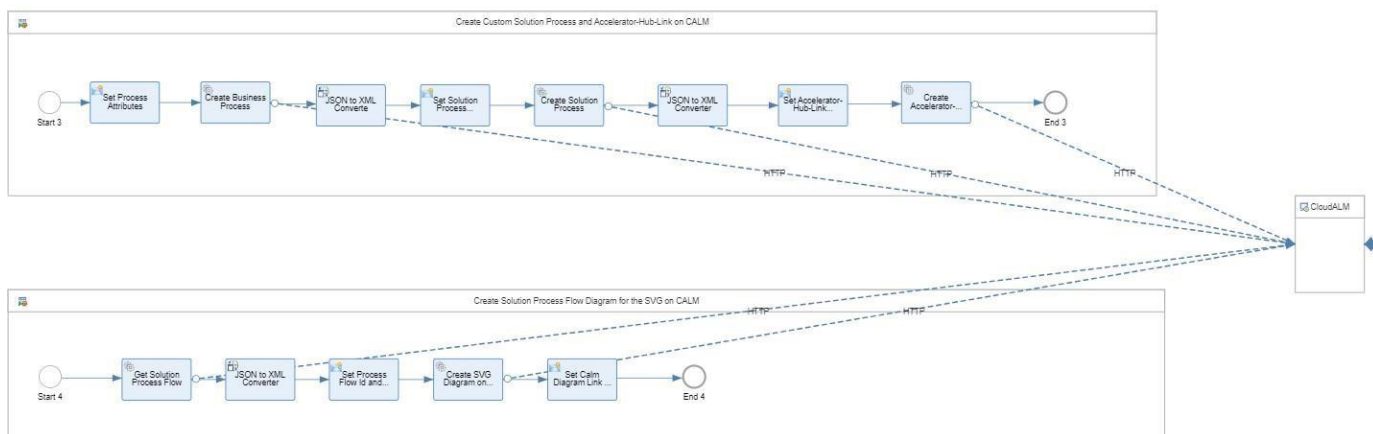 Create Custom Solution Process and Accelerator-Hub-Link on CALM
Start 3
Set Process
Attributes
Create Business
Process
JSON to XML
Converte
Set Solution
Process...
Create Solution
Process
JSON to XML
Converter
Set Accelerator-
Hub-Link...
Create
Accelerator-...
End 3
HTTP
HTTP
HTTP
CloudALM
Create Solution Process Flow Diagram for the SVG on CALM
HTTP
HTTP
Start 4
Get Solution
Process Flow
JSON to XML
Converter
Set Process
Flow Id and...
Create SVG
Diagram on...
Set Calm
Diagram Link ...
End 4